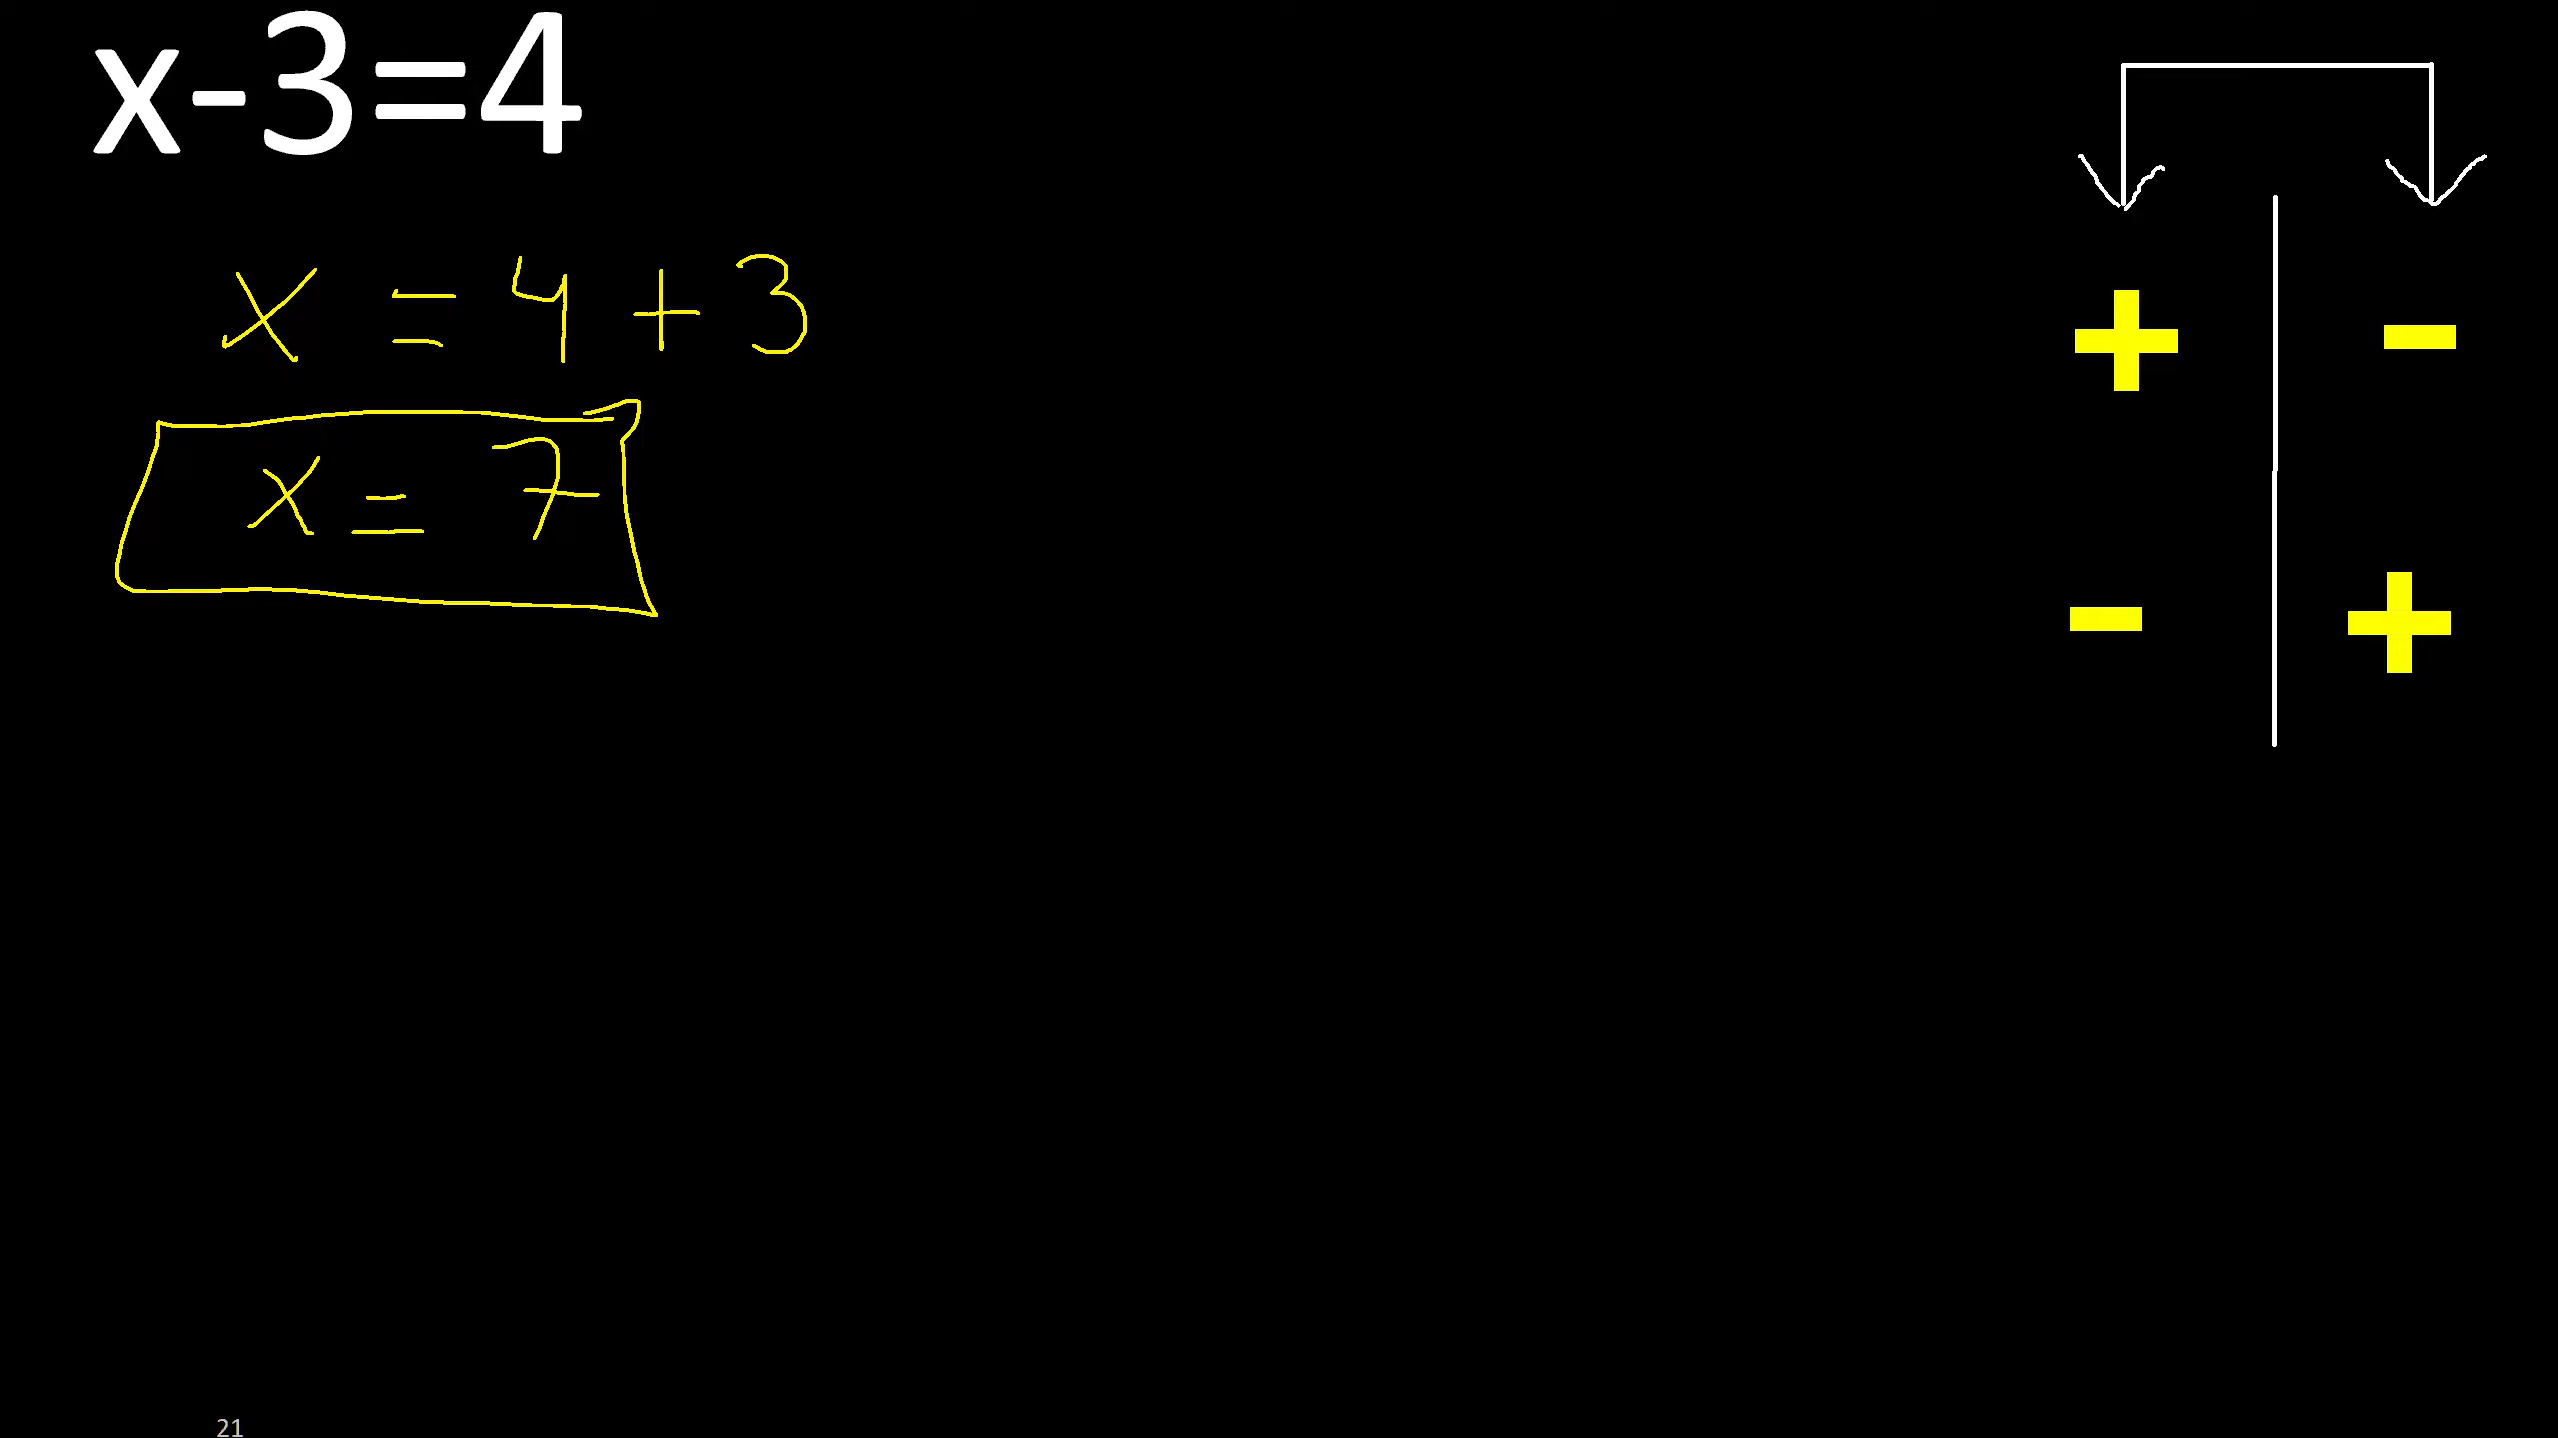 x-3=4
x = 4 + 3
x = 7
+ -
- +
21